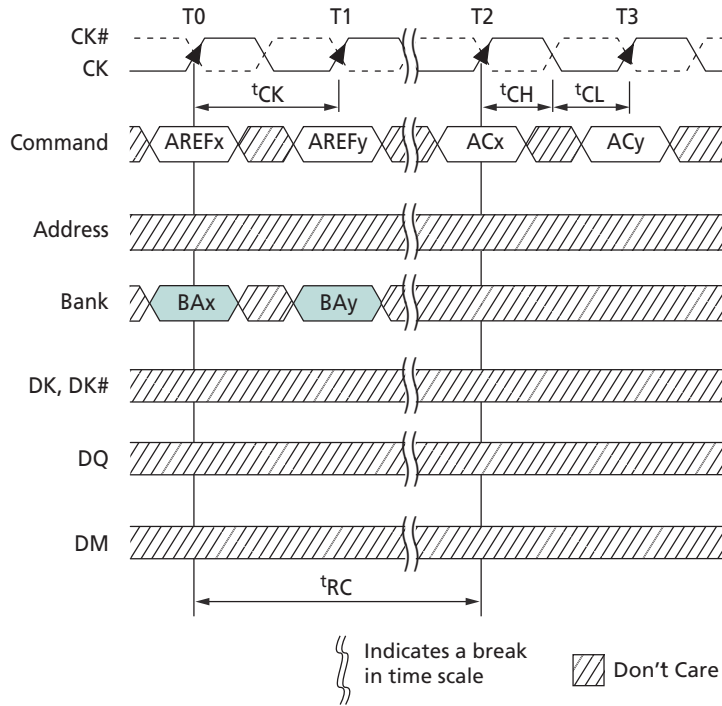 T0 T1 T2 T3
CK#
CK
tCK tCH tCL
Command AREFx AREFy ACx ACy
Address
Bank BAx BAy
DK, DK#
DQ
DM
tRC
Indicates a break
in time scale
Don't Care